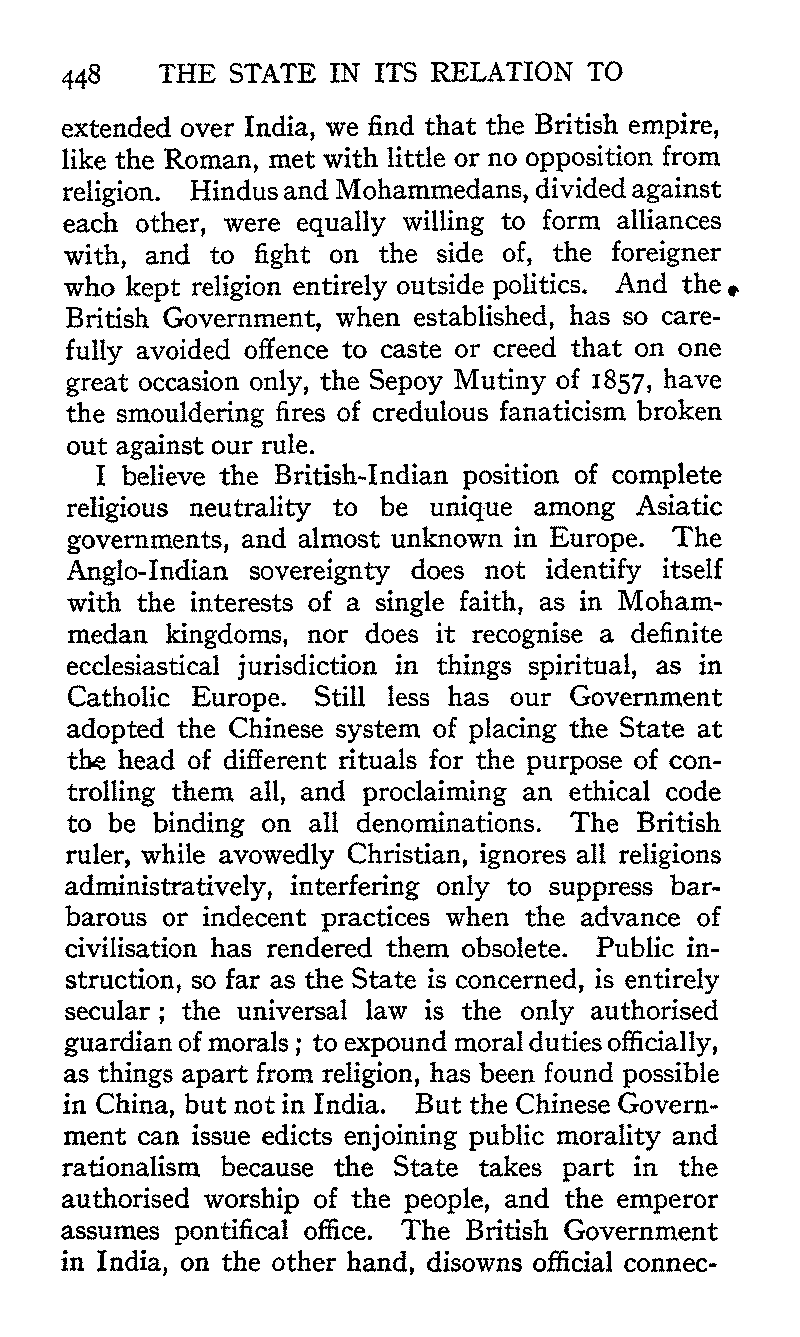 448 THE STATE IN ITS RELATION TO
extended over India, we find that the British empire,
like the Roman, met with little or no opposition from
religion. Hindus and Mohammedans, divided against
each other, were equally willing to form alliances
with, and to fight on the side of, the foreigner
who kept religion entirely outside politics. And the
British Government, when established, has so care-
fully avoided offence to caste or creed that on one
great occasion only, the Sepoy Mutiny of 1857, have
the smouldering fires of credulous fanaticism broken
out against our rule.
I believe the British-Indian position of complete
religious neutrality to be unique among Asiatic
governments, and almost unknown in Europe. The
Anglo-Indian sovereignty does not identify itself
with the interests of a single faith, as in Moham-
medan kingdoms, nor does it recognise a definite
ecclesiastical jurisdiction in things spiritual, as in
Catholic Europe. Still less has our Government
adopted the Chinese system of placing the State at
the head of different rituals for the purpose of con-
trolling them all, and proclaiming an ethical code
to be binding on all denominations. The British
ruler, while avowedly Christian, ignores all religions
administratively, interfering only to suppress bar-
barous or indecent practices when the advance of
civilisation has rendered them obsolete. Public in-
struction, so far as the State is concerned, is entirely
secular ; the universal law is the only authorised
guardian of morals ; to expound moral duties officially,
as things apart from religion, has been found possible
in China, but not in India. But the Chinese Govern-
ment can issue edicts enjoining public morality and
rationalism because the State takes part in the
authorised worship of the people, and the emperor
assumes pontifical office. The British Government
in India, on the other hand, disowns official connec-